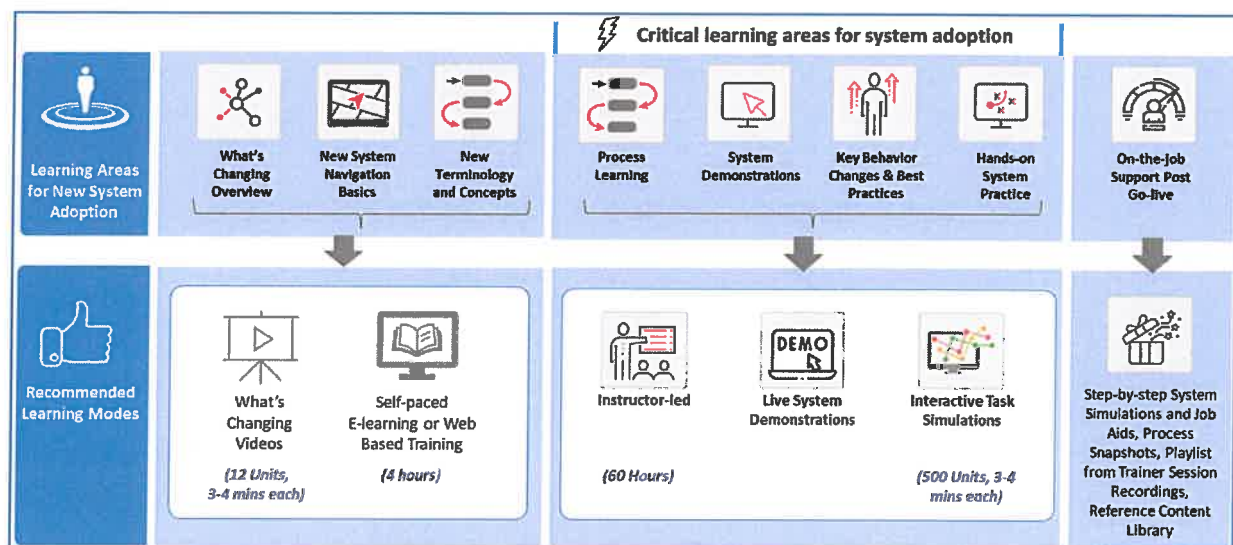 Critical learning areas for system adoption
Learning Areas
for New System
Adoption
What's
Changing
Overview
New System
Navigation
Basics
New
Terminology
and Concepts
Process
Learning
System
Demonstrations
Key Behavior
Changes & Best
Practices
Hands-on
System
Practice
On-the-job
Support Post
Go-live
Recommended
Learning Modes
What's
Changing
Videos
(12 Units,
3-4 mins each)
Self-paced
E-learning or Web
Based Training
(4 hours)
Instructor-led
(60 Hours)
DEMO
Live System
Demonstrations
Interactive Task
Simulations
(500 Units, 3-4
mins each)
Step-by-step System
Simulations and Job
Aids, Process
Snapshots, Playlist
from Trainer Session
Recordings,
Reference Content
Library